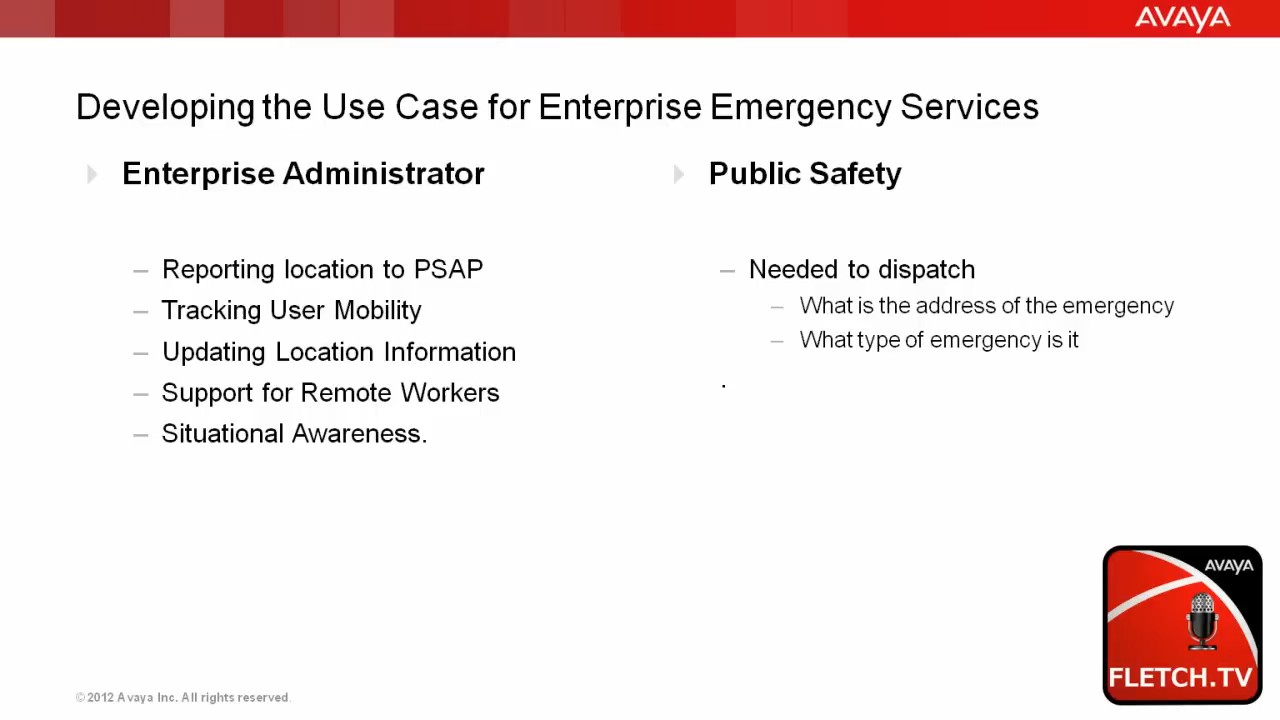 AVAYA
Developing the Use Case for Enterprise Emergency Services
Enterprise Administrator
– Reporting location to PSAP
– Tracking User Mobility
– Updating Location Information
– Support for Remote Workers
– Situational Awareness.
Public Safety
– Needed to dispatch
– What is the address of the emergency
– What type of emergency is it
.
AVAYA
FLETCH.TV
© 2012 Avaya Inc. All rights reserved.